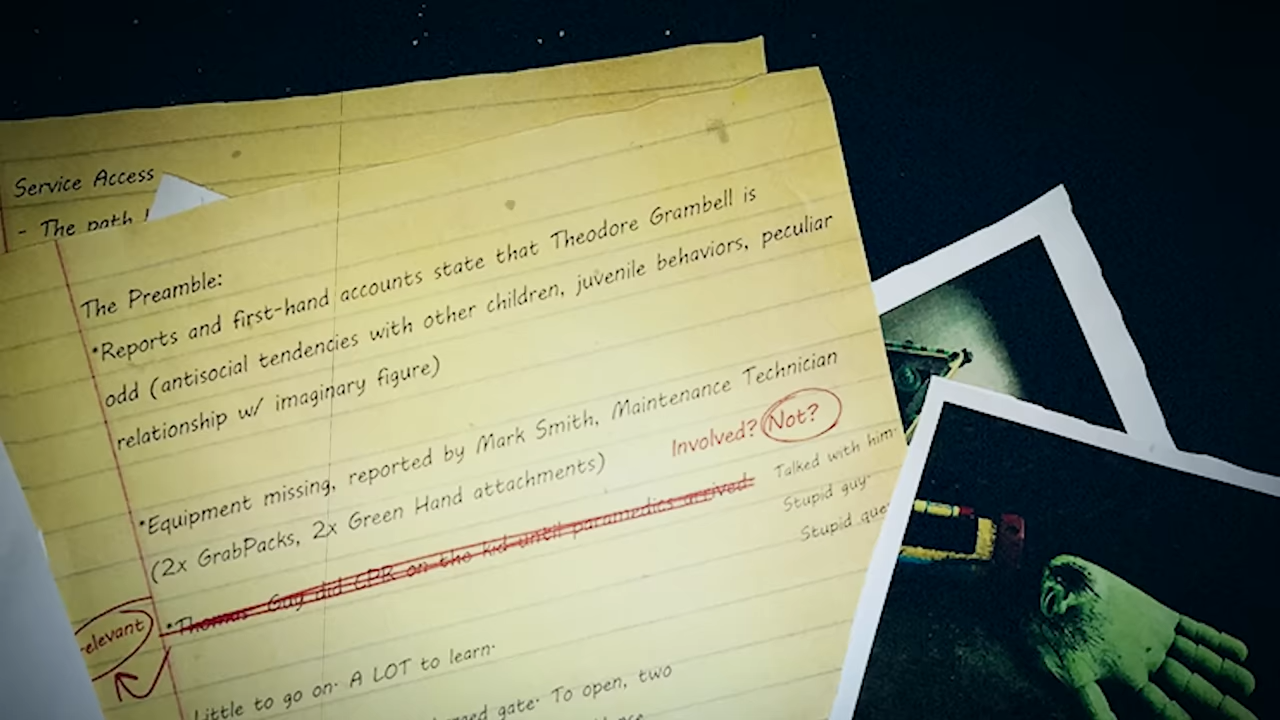 Service Access
- The path
The Preamble:
•Reports and first-hand accounts state that Theodore Grambell is
odd (antisocial tendencies with other children, juvenile behaviors, peculiar
relationship w/ imaginary figure)
•Equipment missing, reported by Mark Smith, Maintenance Technician
(2x GrabPacks, 2x Green Hand attachments)
Involved? Not?
•Thomas Guy did CPR on the kid until paramedics arrived.
Talked with him.
Stupid guy.
Stupid
Little to go on. A LOT to learn.
gate. To open, two